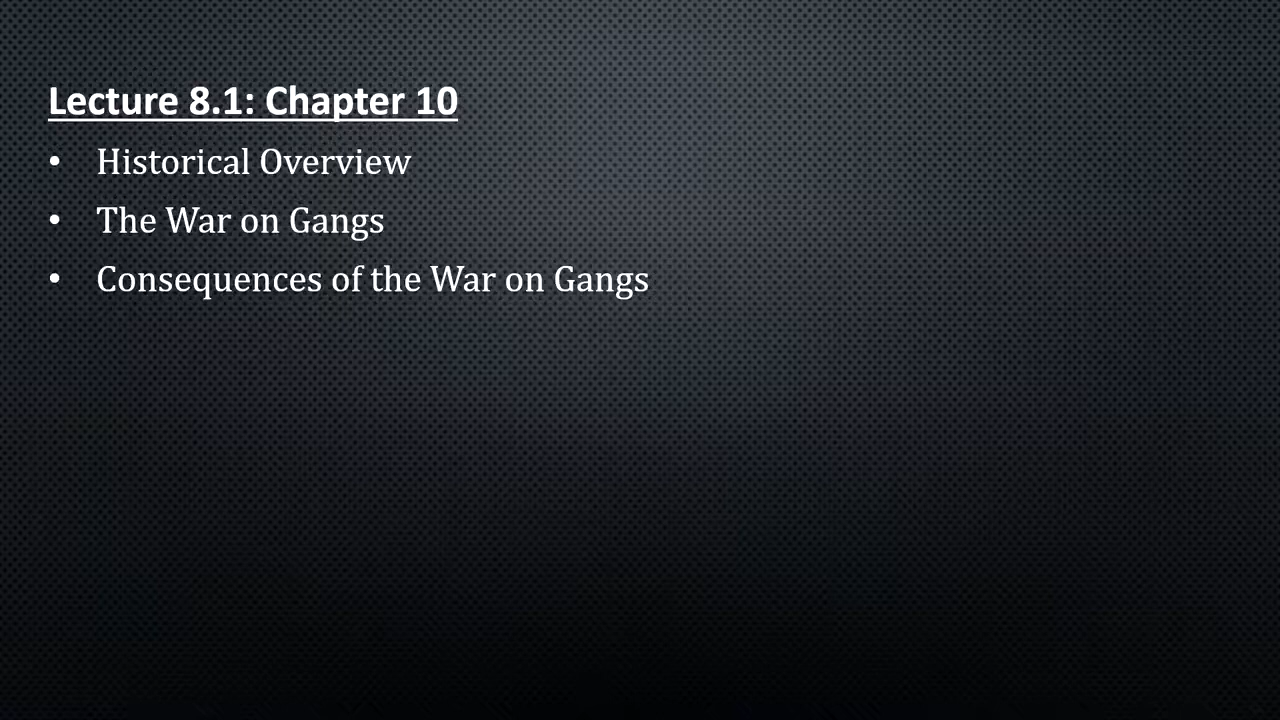 Lecture 8.1: Chapter 10
• Historical Overview
• The War on Gangs
• Consequences of the War on Gangs